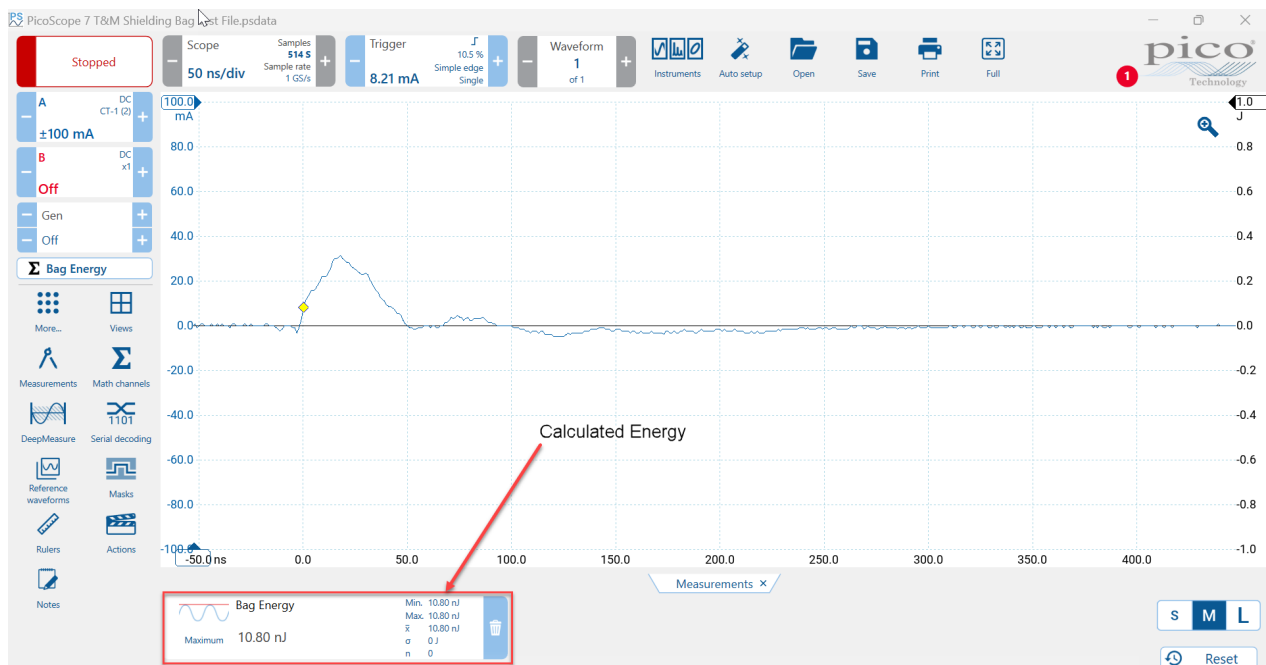 PS PicoScope 7 T&M Shielding Bag Test File.psdata
Stopped
Scope
50 ns/div
Samples
514 S
Sample rate
1 GS/s
Trigger
8.21 mA
10.5 %
Simple edge
Single
Waveform
1
of 1
Instruments
Auto setup
Open
Save
Print
Full
1
pico
Technology
A
DC
CT-1 (2)
±100 mA
B
DC
x1
Off
Gen
Off
Σ Bag Energy
More...
Views
Measurements
Math channels
1101
DeepMeasure
Serial decoding
Reference
waveforms
Masks
Rulers
Actions
Notes
100.0
mA
80.0
60.0
40.0
20.0
0.0
-20.0
-40.0
-60.0
-80.0
-100.0
1.0
J
0.8
0.6
0.4
0.2
0.0
-0.2
-0.4
-0.6
-0.8
-1.0
-50.0 ns
0.0
50.0
100.0
150.0
200.0
250.0
300.0
350.0
400.0
Calculated Energy
Measurements ×
Bag Energy
Maximum
10.80 nJ
Min. 10.80 nJ
Max. 10.80 nJ
x̄ 10.80 nJ
σ 0 J
n 0
S M L
Reset